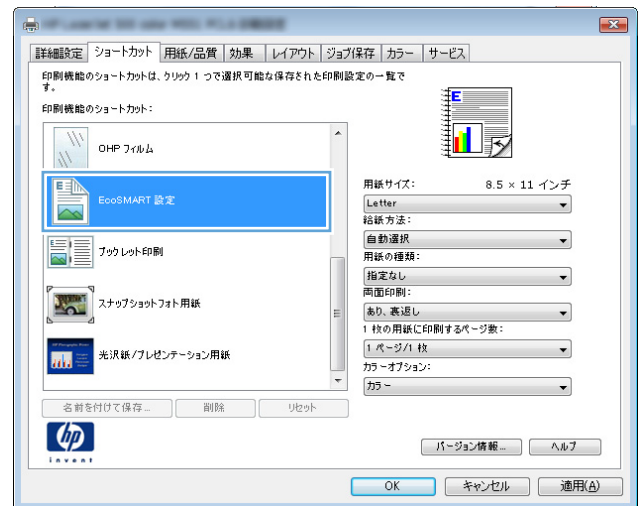 詳細設定 ショートカット 用紙/品質 効果 レイアウト ジョブ保存 カラー サービス
印刷機能のショートカットは、クリック 1 つで選択可能な保存された印刷設定の一覧で
す。
印刷機能のショートカット:
OHP フィルム
EcoSMART 設定
ブックレット印刷
スナップショットフォト用紙
光沢紙/プレゼンテーション用紙
名前を付けて保存... 削除 リセット
E
用紙サイズ: 8.5 × 11 インチ
Letter
給紙方法:
自動選択
用紙の種類:
指定なし
両面印刷:
あり、裏返し
1 枚の用紙に印刷するページ数:
1 ページ/1 枚
カラーオプション:
カラー
hp
invent
バージョン情報... ヘルプ
OK キャンセル 適用(A)